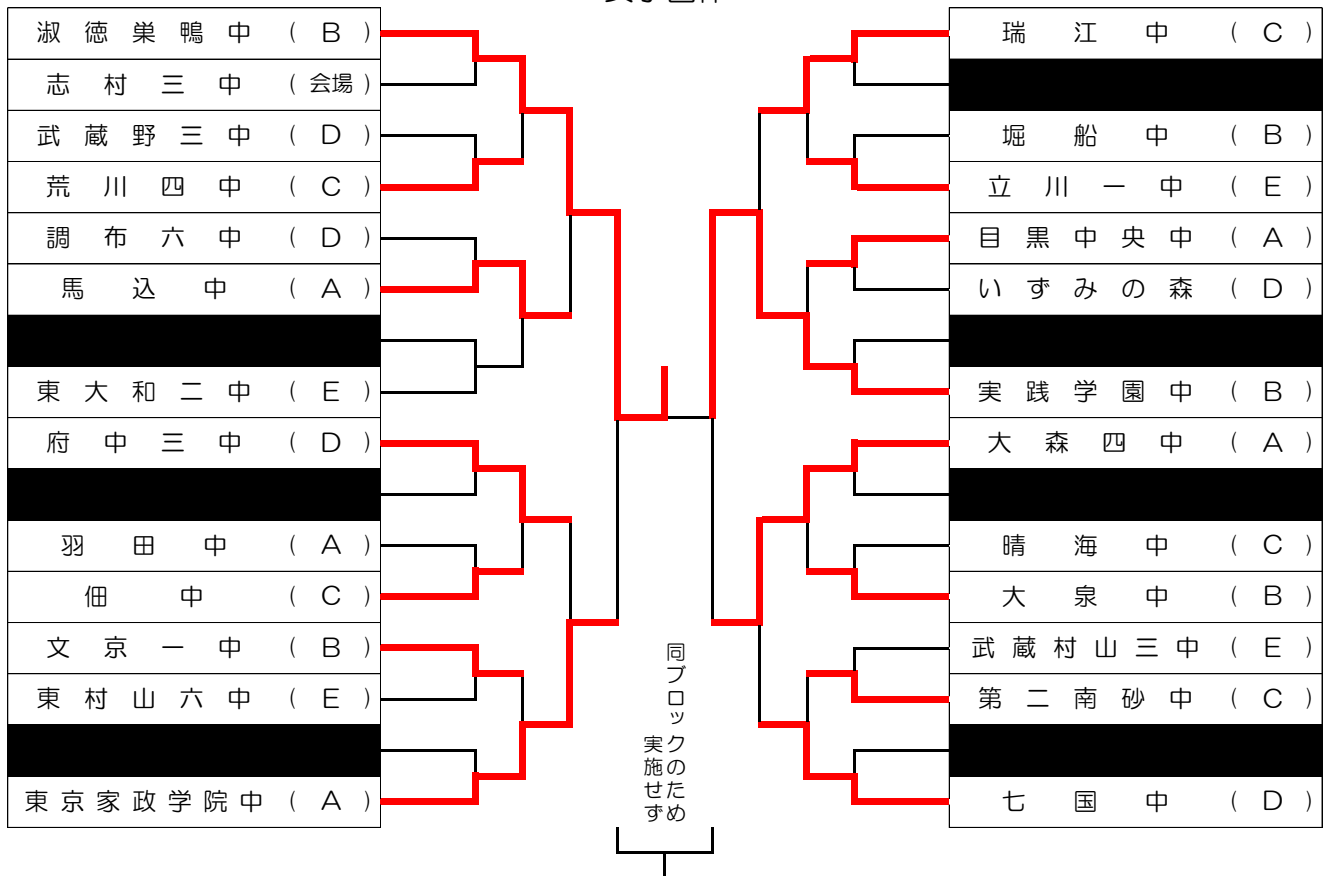 淑徳巣鴨中 (B)
志村三中 (会場)
武蔵野三中 (D)
荒川四中 (C)
調布六中 (D)
馬込中 (A)
東大和二中 (E)
府中三中 (D)
羽田中 (A)
佃中 (C)
文京一中 (B)
東村山六中 (E)
東京家政学院中 (A)
同ブロックのため
実施せず
瑞江中 (C)
堀船中 (B)
立川一中 (E)
目黒中央中 (A)
いずみの森 (D)
実践学園中 (B)
大森四中 (A)
晴海中 (C)
大泉中 (B)
武蔵村山三中 (E)
第二南砂中 (C)
七国中 (D)